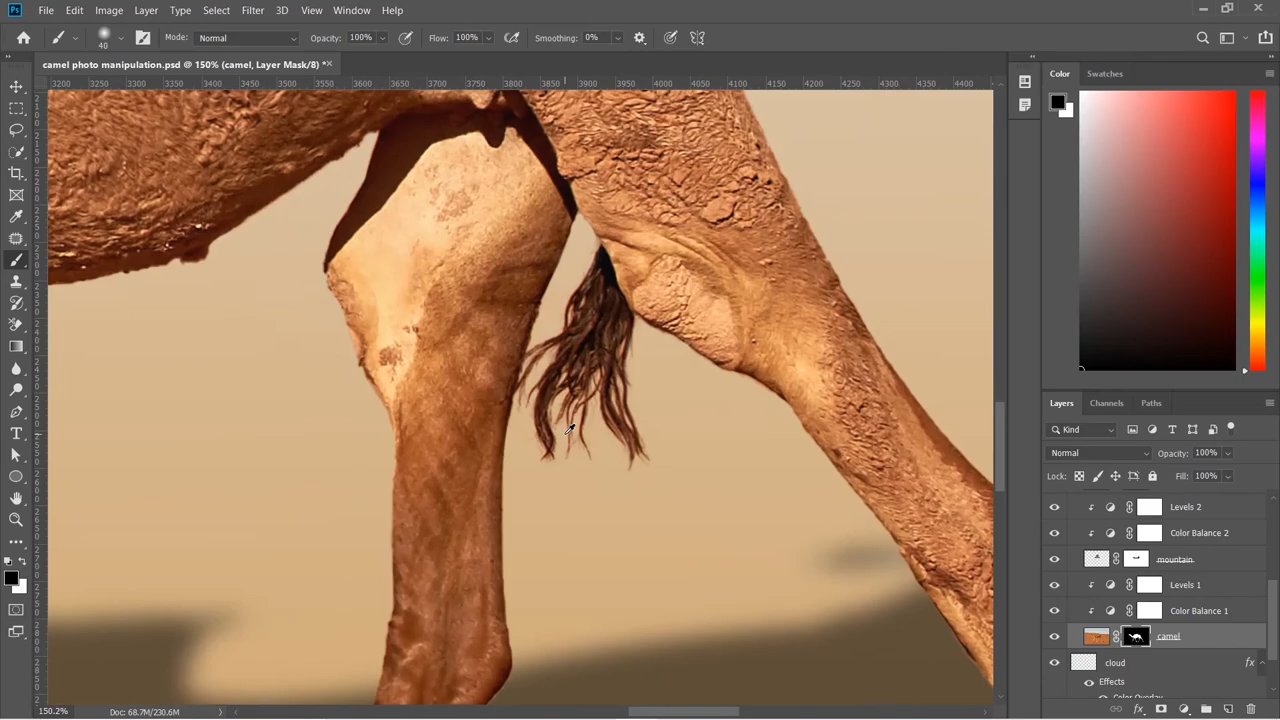 Ps File Edit Image Layer Type Select Filter 3D View Window Help
40 Mode: Normal Opacity: 100% Flow: 100% Smoothing: 0%
camel photo manipulation.psd @ 150% (camel, Layer Mask/8) *
3200 3250 3300 3350 3400 3450 3500 3550 3600 3650 3700 3750 3800 3850 3900 3950 4000 4050 4100 4150 4200 4250 4300 4350 4400
Color Swatches
Layers Channels Paths
Kind
Normal Opacity: 100%
Lock: Fill: 100%
Levels 2
Color Balance 2
mountain
Levels 1
Color Balance 1
camel
cloud fx
Effects
Color Overlay
150.2% Doc: 68.7M/230.6M